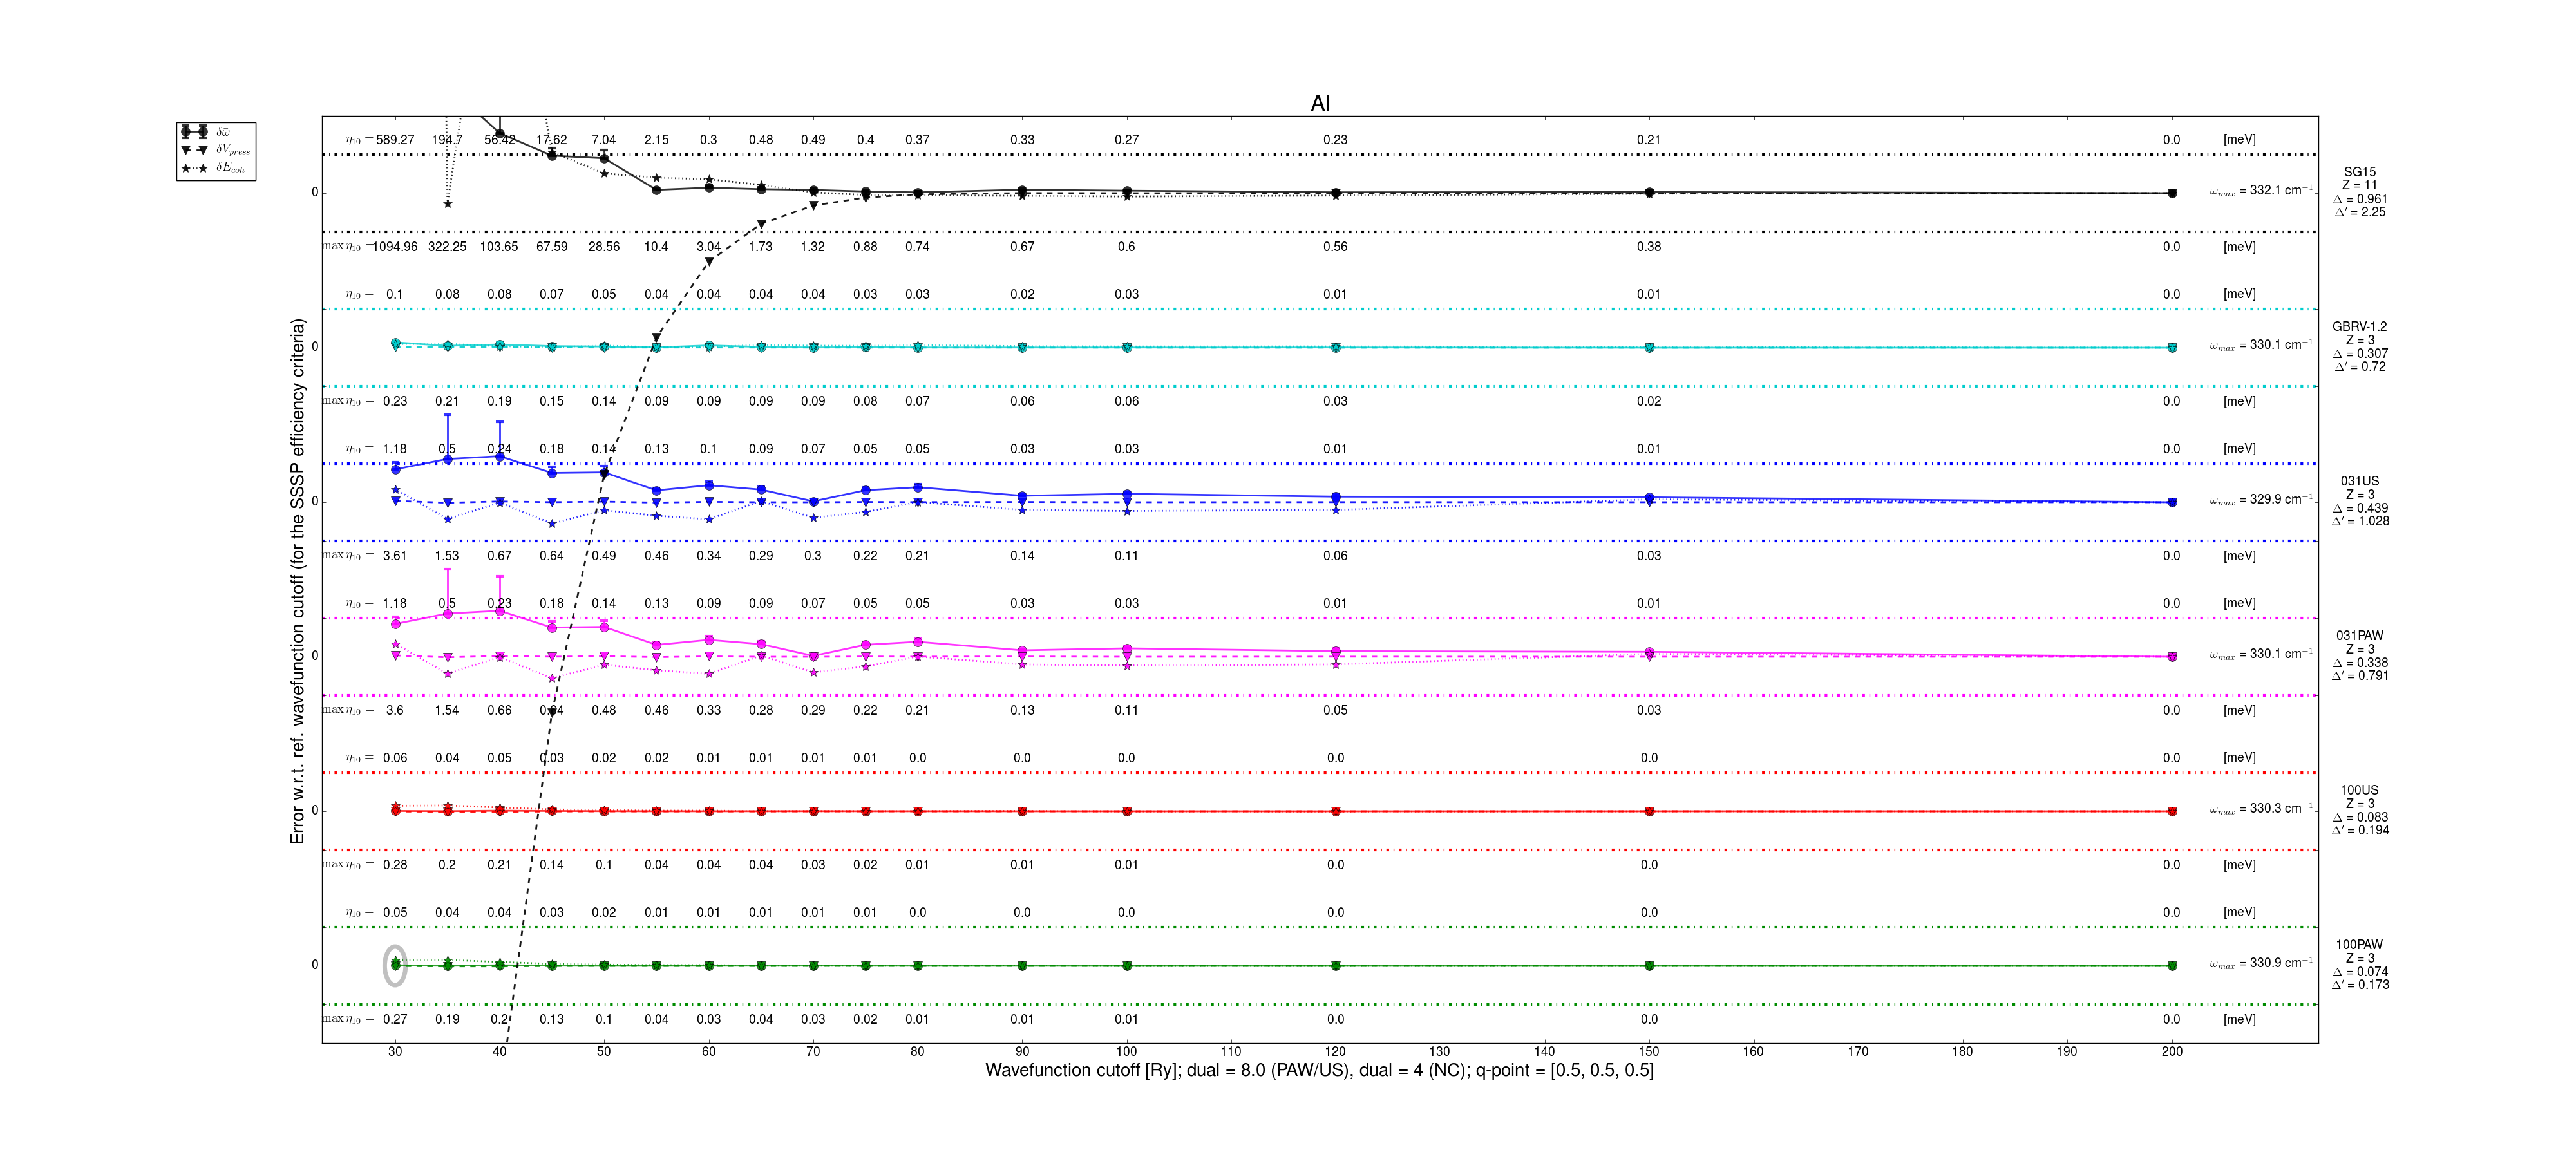 Al
δω̄
δV_press
δE_coh
Error w.r.t. ref. wavefunction cutoff (for the SSSP efficiency criteria)
η₁₀ = 589.27 194.7 56.42 17.62 7.04 2.15 0.3 0.48 0.49 0.4 0.37 0.33 0.27 0.23 0.21 0.0 [meV]
0 ω_max = 332.1 cm⁻¹
SG15
Z = 11
Δ = 0.961
Δ′ = 2.25
max η₁₀ = 1094.96 322.25 103.65 67.59 28.56 10.4 3.04 1.73 1.32 0.88 0.74 0.67 0.6 0.56 0.38 0.0 [meV]
η₁₀ = 0.1 0.08 0.08 0.07 0.05 0.04 0.04 0.04 0.04 0.03 0.03 0.02 0.03 0.01 0.01 0.0 [meV]
0 ω_max = 330.1 cm⁻¹
GBRV-1.2
Z = 3
Δ = 0.307
Δ′ = 0.72
max η₁₀ = 0.23 0.21 0.19 0.15 0.14 0.09 0.09 0.09 0.09 0.08 0.07 0.06 0.06 0.03 0.02 0.0 [meV]
η₁₀ = 1.18 0.5 0.24 0.18 0.14 0.13 0.1 0.09 0.07 0.05 0.05 0.03 0.03 0.01 0.01 0.0 [meV]
0 ω_max = 329.9 cm⁻¹
031US
Z = 3
Δ = 0.439
Δ′ = 1.028
max η₁₀ = 3.61 1.53 0.67 0.64 0.49 0.46 0.34 0.29 0.3 0.22 0.21 0.14 0.11 0.06 0.03 0.0 [meV]
η₁₀ = 1.18 0.5 0.23 0.18 0.14 0.13 0.09 0.09 0.07 0.05 0.05 0.03 0.03 0.01 0.01 0.0 [meV]
0 ω_max = 330.1 cm⁻¹
031PAW
Z = 3
Δ = 0.338
Δ′ = 0.791
max η₁₀ = 3.6 1.54 0.66 0.64 0.48 0.46 0.33 0.28 0.29 0.22 0.21 0.13 0.11 0.05 0.03 0.0 [meV]
η₁₀ = 0.06 0.04 0.05 0.03 0.02 0.02 0.01 0.01 0.01 0.01 0.0 0.0 0.0 0.0 0.0 0.0 [meV]
0 ω_max = 330.3 cm⁻¹
100US
Z = 3
Δ = 0.083
Δ′ = 0.194
max η₁₀ = 0.28 0.2 0.21 0.14 0.1 0.04 0.04 0.04 0.03 0.02 0.01 0.01 0.01 0.0 0.0 0.0 [meV]
η₁₀ = 0.05 0.04 0.04 0.03 0.02 0.01 0.01 0.01 0.01 0.01 0.0 0.0 0.0 0.0 0.0 0.0 [meV]
0 ω_max = 330.9 cm⁻¹
100PAW
Z = 3
Δ = 0.074
Δ′ = 0.173
max η₁₀ = 0.27 0.19 0.2 0.13 0.1 0.04 0.03 0.04 0.03 0.02 0.01 0.01 0.01 0.0 0.0 0.0 [meV]
30 40 50 60 70 80 90 100 110 120 130 140 150 160 170 180 190 200
Wavefunction cutoff [Ry]; dual = 8.0 (PAW/US), dual = 4 (NC); q-point = [0.5, 0.5, 0.5]